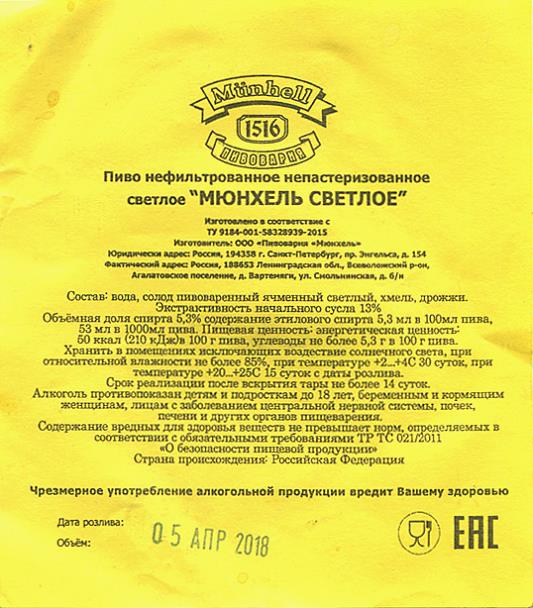 Münhell
1516
ПИВОВАРНЯ
Пиво нефильтрованное непастеризованное
светлое "МЮНХЕЛЬ СВЕТЛОЕ"
Изготовлено в соответствие с
ТУ 9184-001-58328939-2015
Изготовитель: ООО «Пивовария «Мюнхель»
Юридически адрес: Россия, 194358 г. Санкт-Петербург, пр. Энгельса, д. 154
Фактический адрес: Россия, 188653 Ленинградская обл., Всеволожский р-он,
Агалатовское поселение, д. Вартемяги, ул. Смольнинская, д. б/н
Состав: вода, солод пивоваренный ячменный светлый, хмель, дрожжи.
Экстрактивность начального сусла 13%
Объёмная доля спирта 5,3% содержание этилового спирта 5,3 мл в 100мл пива,
53 мл в 1000мл пива. Пищевая ценность: энергетическая ценность:
50 ккал (210 кДж)в 100 г пива, углеводы не более 5,3 г в 100 г пива.
Хранить в помещениях исключающих воздествие солнечного света, при
относительной влажности не более 85%, при температуре +2...+4С 30 суток, при
температуре +20...+25С 15 суток с даты розлива.
Срок реализации после вскрытия тары не более 14 суток.
Алкоголь противопоказан детям и подросткам до 18 лет, беременным и кормящим
женщинам, лицам с заболеванием центральной нервной системы, почек,
печени и других органов пищеварения.
Содержание вредных для здоровья веществ не превышает норм, определяемых в
соответствии с обязательными требованиями ТР ТС 021/2011
«О безопасности пищевой продукции»
Страна происхождения: Российская Федерация
Чрезмерное употребление алкогольной продукции вредит Вашему здоровью
Дата розлива:
05 АПР 2018
Объём:
ЕАС